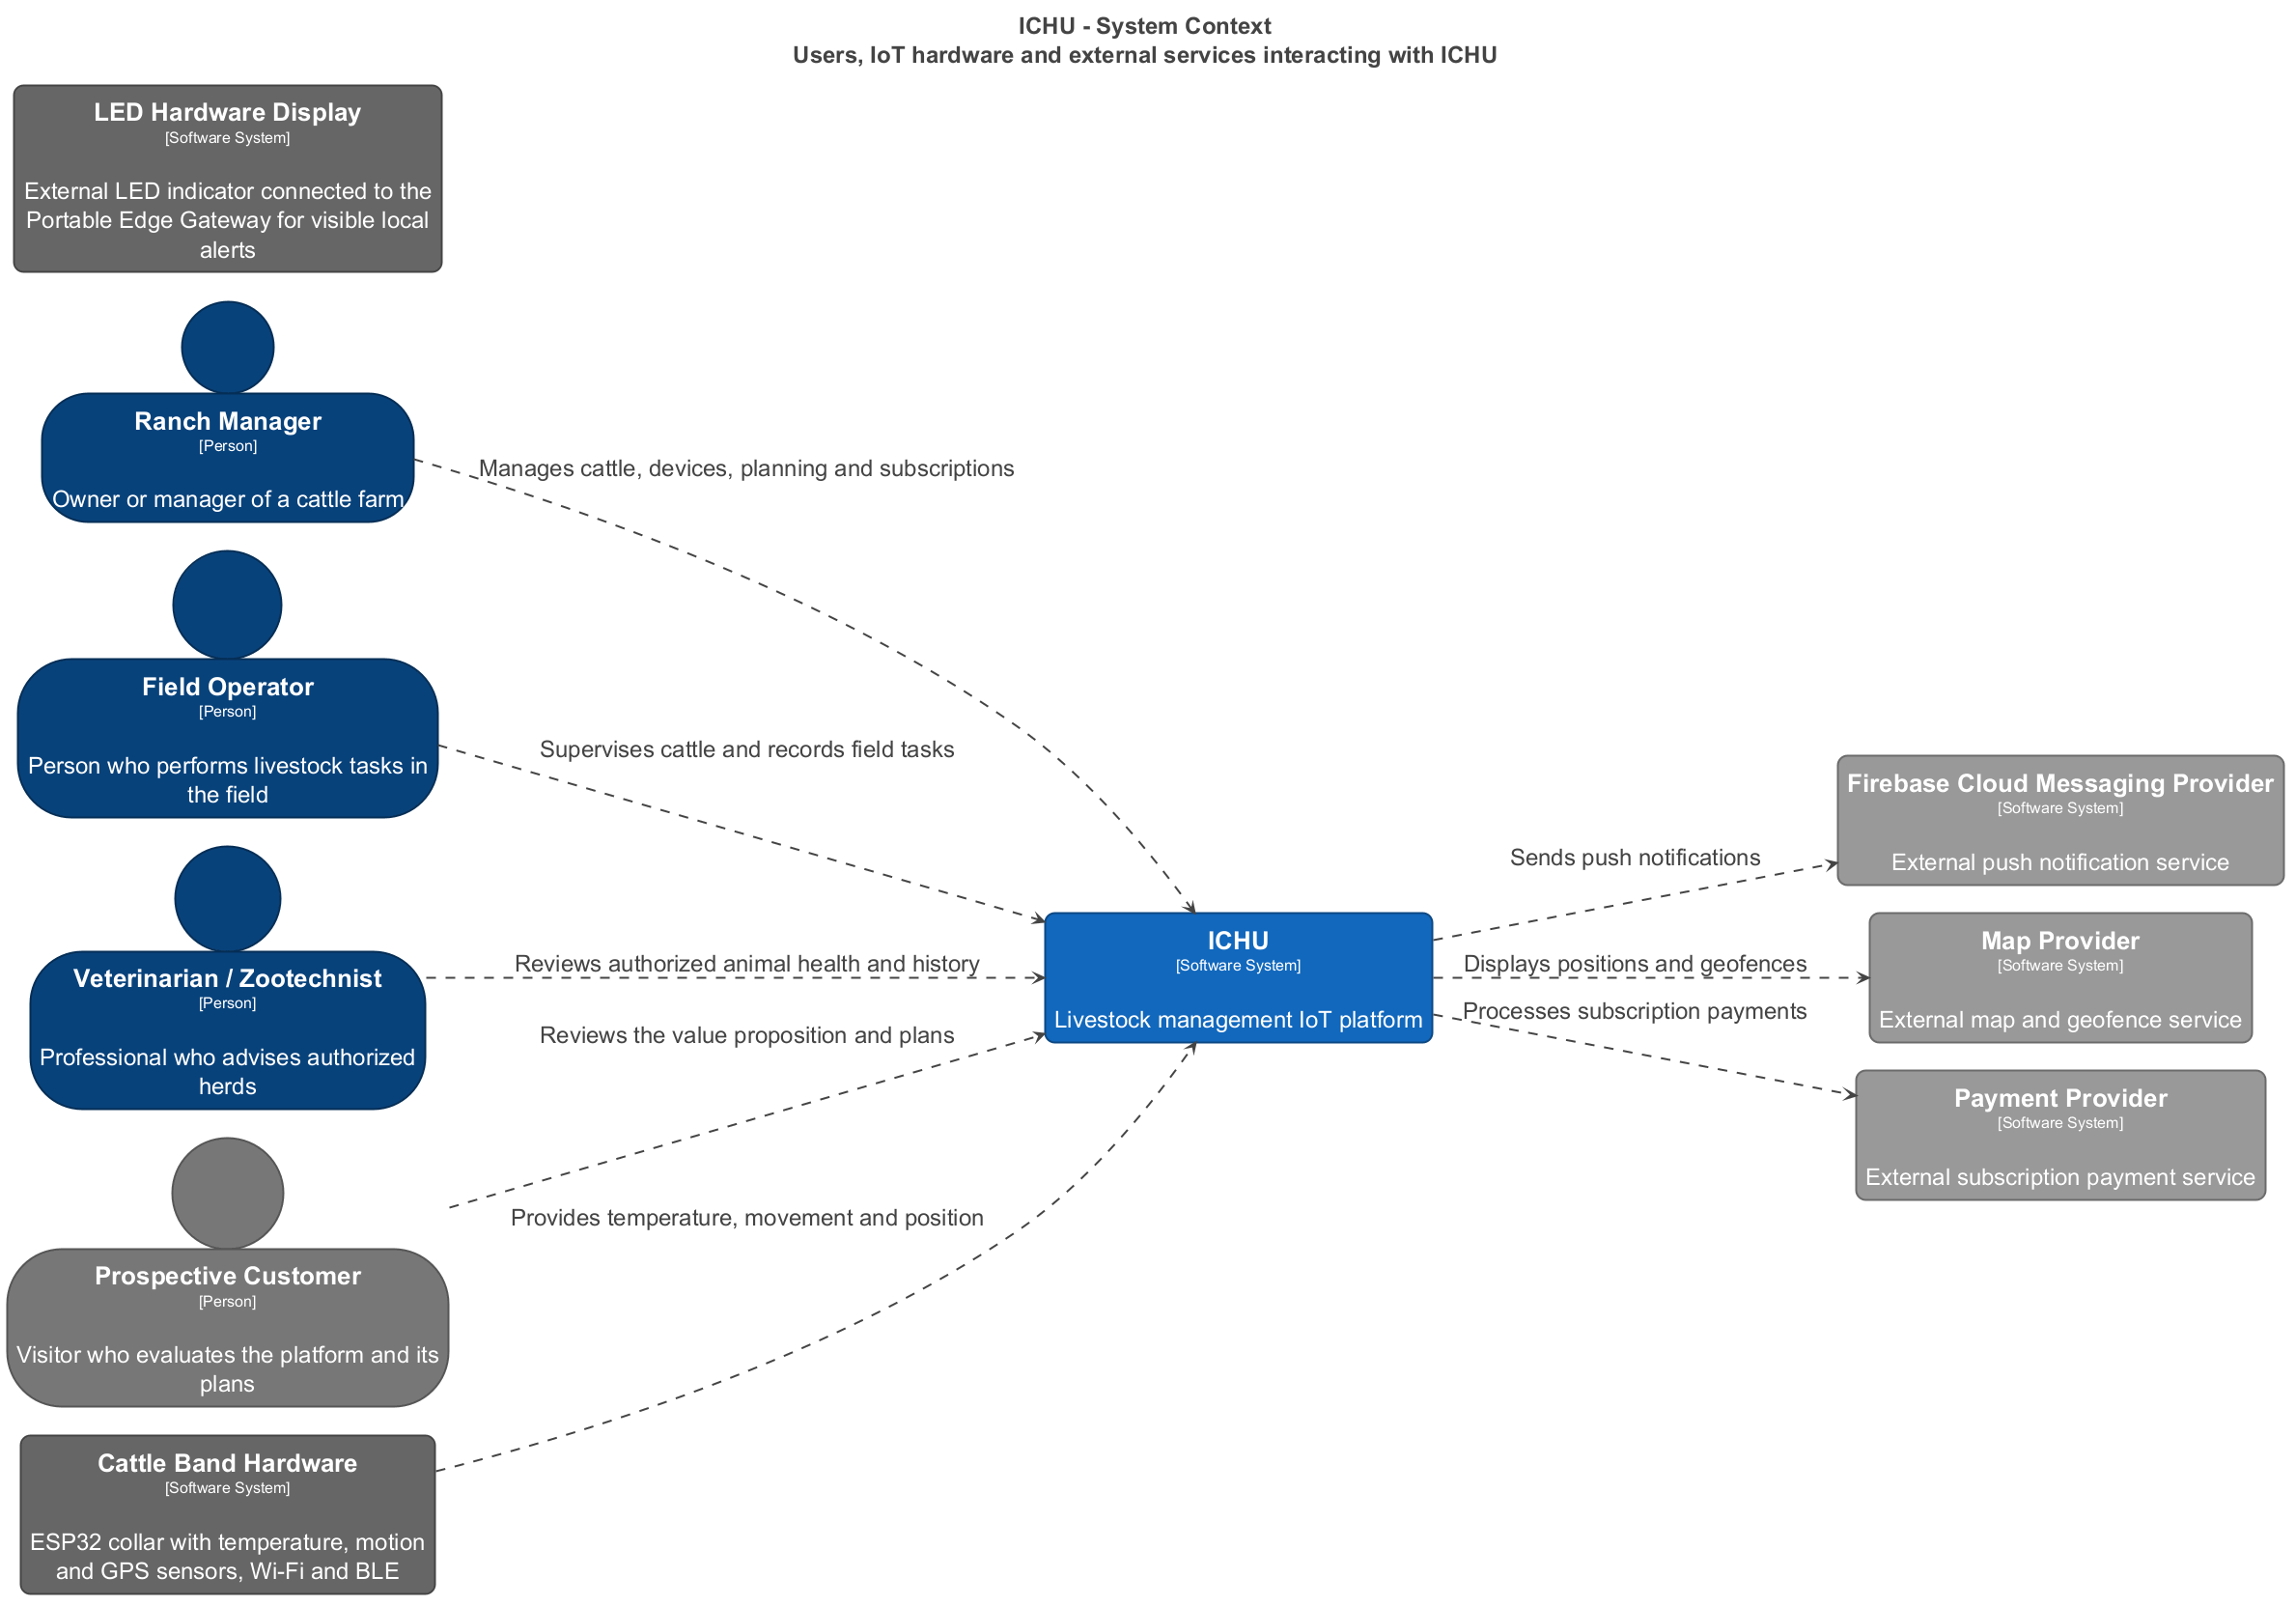 ICHU - System Context
Users, IoT hardware and external services interacting with ICHU
LED Hardware Display
[Software System]
External LED indicator connected to the
Portable Edge Gateway for visible local
alerts
Ranch Manager
[Person]
Owner or manager of a cattle farm
Manages cattle, devices, planning and subscriptions
Field Operator
[Person]
Person who performs livestock tasks in
the field
Supervises cattle and records field tasks
Veterinarian / Zootechnist
[Person]
Professional who advises authorized
herds
Reviews authorized animal health and history
Prospective Customer
[Person]
Visitor who evaluates the platform and its
plans
Reviews the value proposition and plans
Cattle Band Hardware
[Software System]
ESP32 collar with temperature, motion
and GPS sensors, Wi-Fi and BLE
Provides temperature, movement and position
ICHU
[Software System]
Livestock management IoT platform
Sends push notifications
Displays positions and geofences
Processes subscription payments
Firebase Cloud Messaging Provider
[Software System]
External push notification service
Map Provider
[Software System]
External map and geofence service
Payment Provider
[Software System]
External subscription payment service